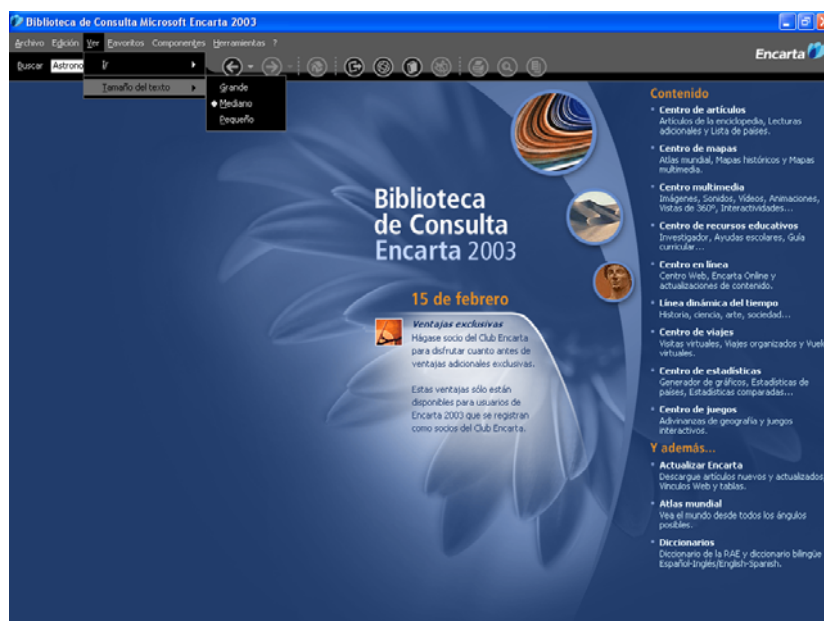 Biblioteca de Consulta Microsoft Encarta 2003
Archivo Edición Ver Favoritos Componentes Herramientas ?
Encarta
Buscar Astrono
Ir
Tamaño del texto
Grande
Mediano
Pequeño
Biblioteca
de Consulta
Encarta 2003
15 de febrero
Ventajas exclusivas
Hágase socio del Club Encarta
para disfrutar cuanto antes de
ventajas adicionales exclusivas.
Estas ventajas sólo están
disponibles para usuarios de
Encarta 2003 que se registran
como socios del Club Encarta.
Contenido
Centro de artículos
Artículos de la enciclopedia, Lecturas
adicionales y Lista de países.
Centro de mapas
Atlas mundial, Mapas históricos y Mapas
multimedia.
Centro multimedia
Imágenes, Sonidos, Vídeos, Animaciones,
Vistas de 360º, Interactividades...
Centro de recursos educativos
Investigador, Ayudas escolares, Guía
curricular...
Centro en línea
Centro Web, Encarta Online y
actualizaciones de contenido.
Línea dinámica del tiempo
Historia, ciencia, arte, sociedad...
Centro de viajes
Visitas virtuales, Viajes organizados y Vuel
virtuales.
Centro de estadísticas
Generador de gráficos, Estadísticas de
países, Estadísticas comparadas...
Centro de juegos
Adivinanzas de geografía y juegos
interactivos.
Y además...
Actualizar Encarta
Descargue artículos nuevos y actualizados,
Vínculos Web y tablas.
Atlas mundial
Vea el mundo desde todos los ángulos
posibles.
Diccionarios
Diccionario de la RAE y diccionario bilingüe
Español-Inglés/English-Spanish.